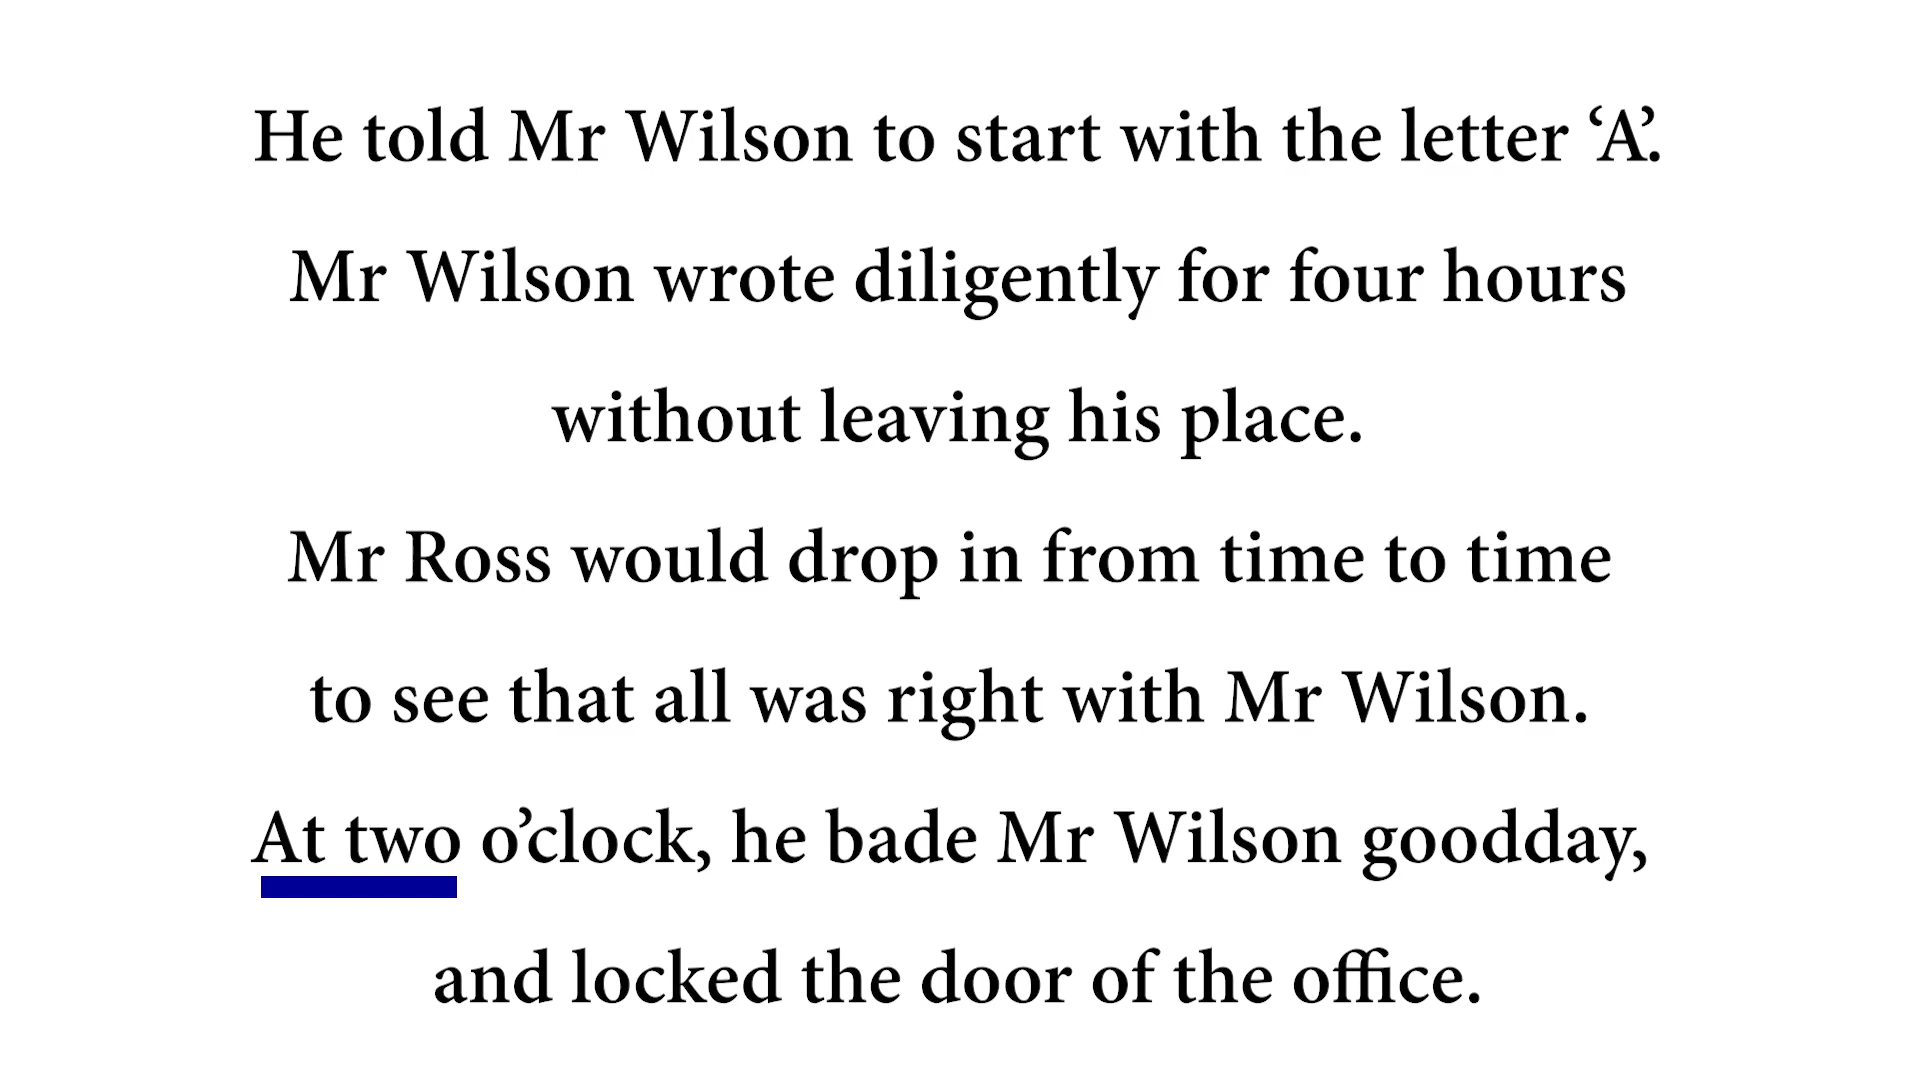 He told Mr Wilson to start with the letter ‘A’.
Mr Wilson wrote diligently for four hours
without leaving his place.
Mr Ross would drop in from time to time
to see that all was right with Mr Wilson.
At two o’clock, he bade Mr Wilson goodday,
and locked the door of the office.